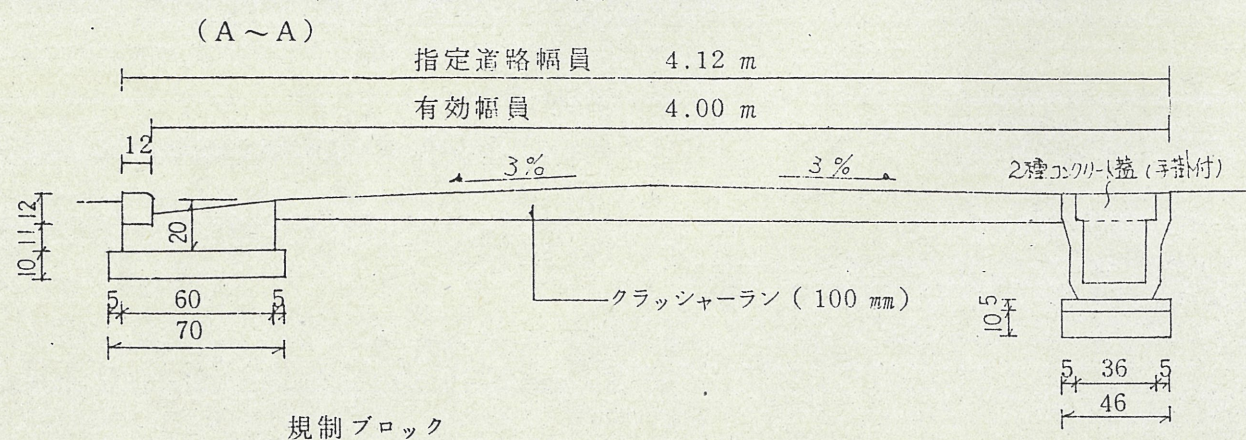 (A~A)
指定道路幅員 4.12 m
有効幅員 4.00 m
12
3% 3%
2種コンクリート蓋(手掛付)
12
11
10
20
5 60 5
70
クラッシャーラン(100 mm)
5
10
5 36 5
46
規制ブロック